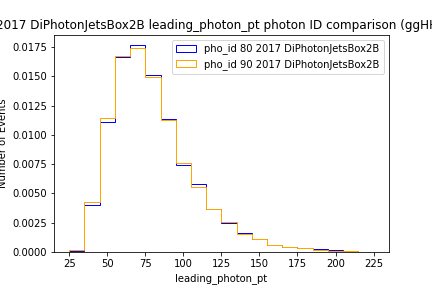 2017 DiPhotonJetsBox2B leading_photon_pt photon ID comparison (ggHH
pho_id 80 2017 DiPhotonJetsBox2B
pho_id 90 2017 DiPhotonJetsBox2B
Number of Events
0.0175
0.0150
0.0125
0.0100
0.0075
0.0050
0.0025
0.0000
25 50 75 100 125 150 175 200 225
leading_photon_pt